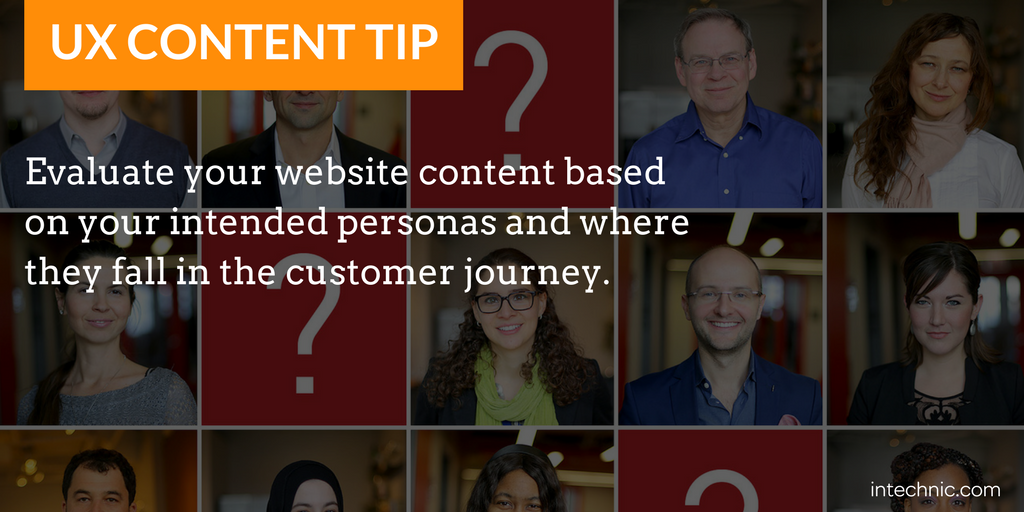 UX CONTENT TIP
?
Evaluate your website content based
on your intended personas and where
they fall in the customer journey.
?
?
intechnic.com